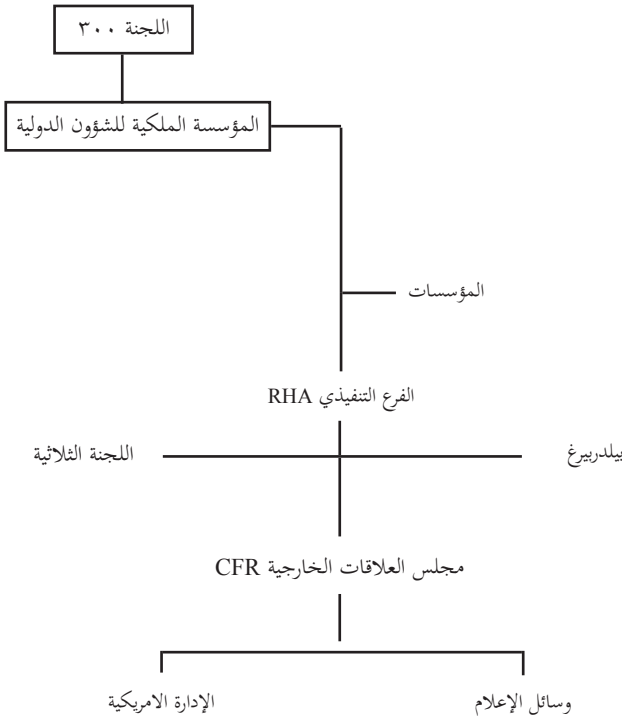 اللجنة ٣٠٠
المؤسسة الملكية للشؤون الدولية
المؤسسات
الفرع التنفيذي RHA
بيلدربيرغ
اللجنة الثلاثية
مجلس العلاقات الخارجية CFR
وسائل الإعلام
الإدارة الامريكية